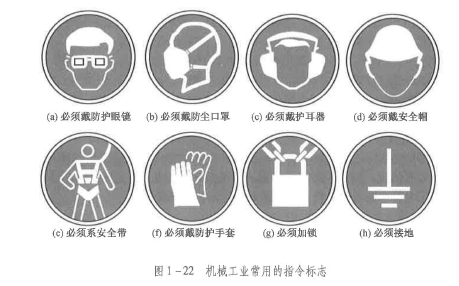 (a) 必须戴防护眼镜 (b) 必须戴防尘口罩 (c) 必须戴护耳器 (d) 必须戴安全帽
(e) 必须系安全带 (f) 必须戴防护手套 (g) 必须加锁 (h) 必须接地
图1-22 机械工业常用的指令标志